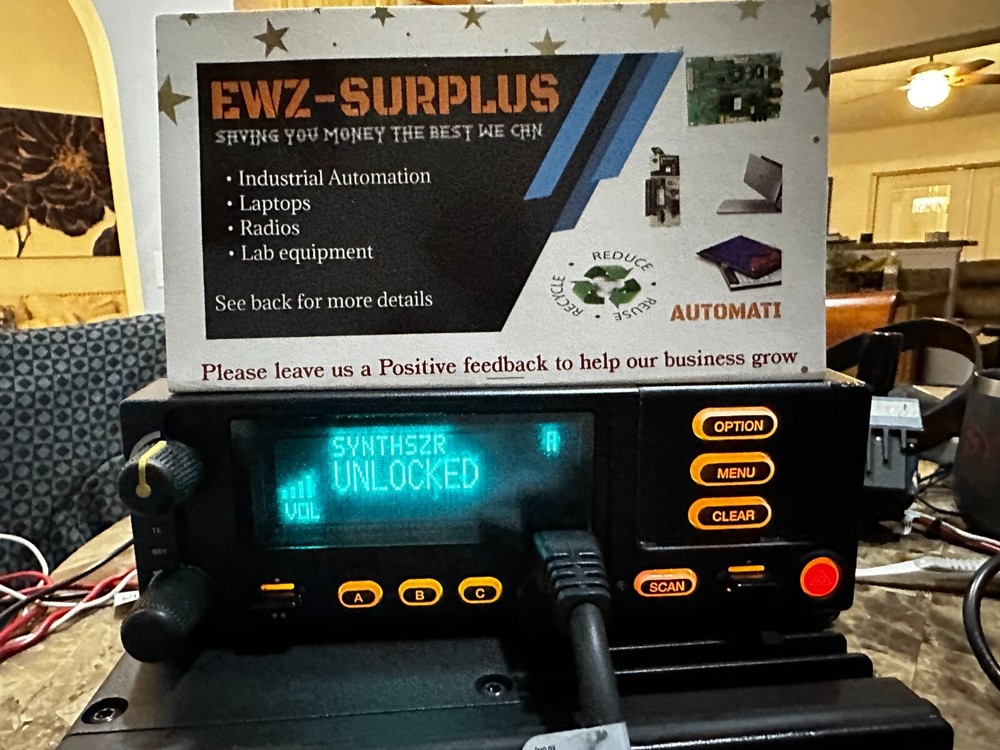 EWZ-SURPLUS
SAVING YOU MONEY THE BEST WE CAN
• Industrial Automation
• Laptops
• Radios
• Lab equipment
See back for more details
REDUCE
REUSE
RECYCLE
AUTOMATI
Please leave us a Positive feedback to help our business grow
SYNTHSZR
UNLOCKED
VOL
OPTION
MENU
CLEAR
A
B
C
SCAN